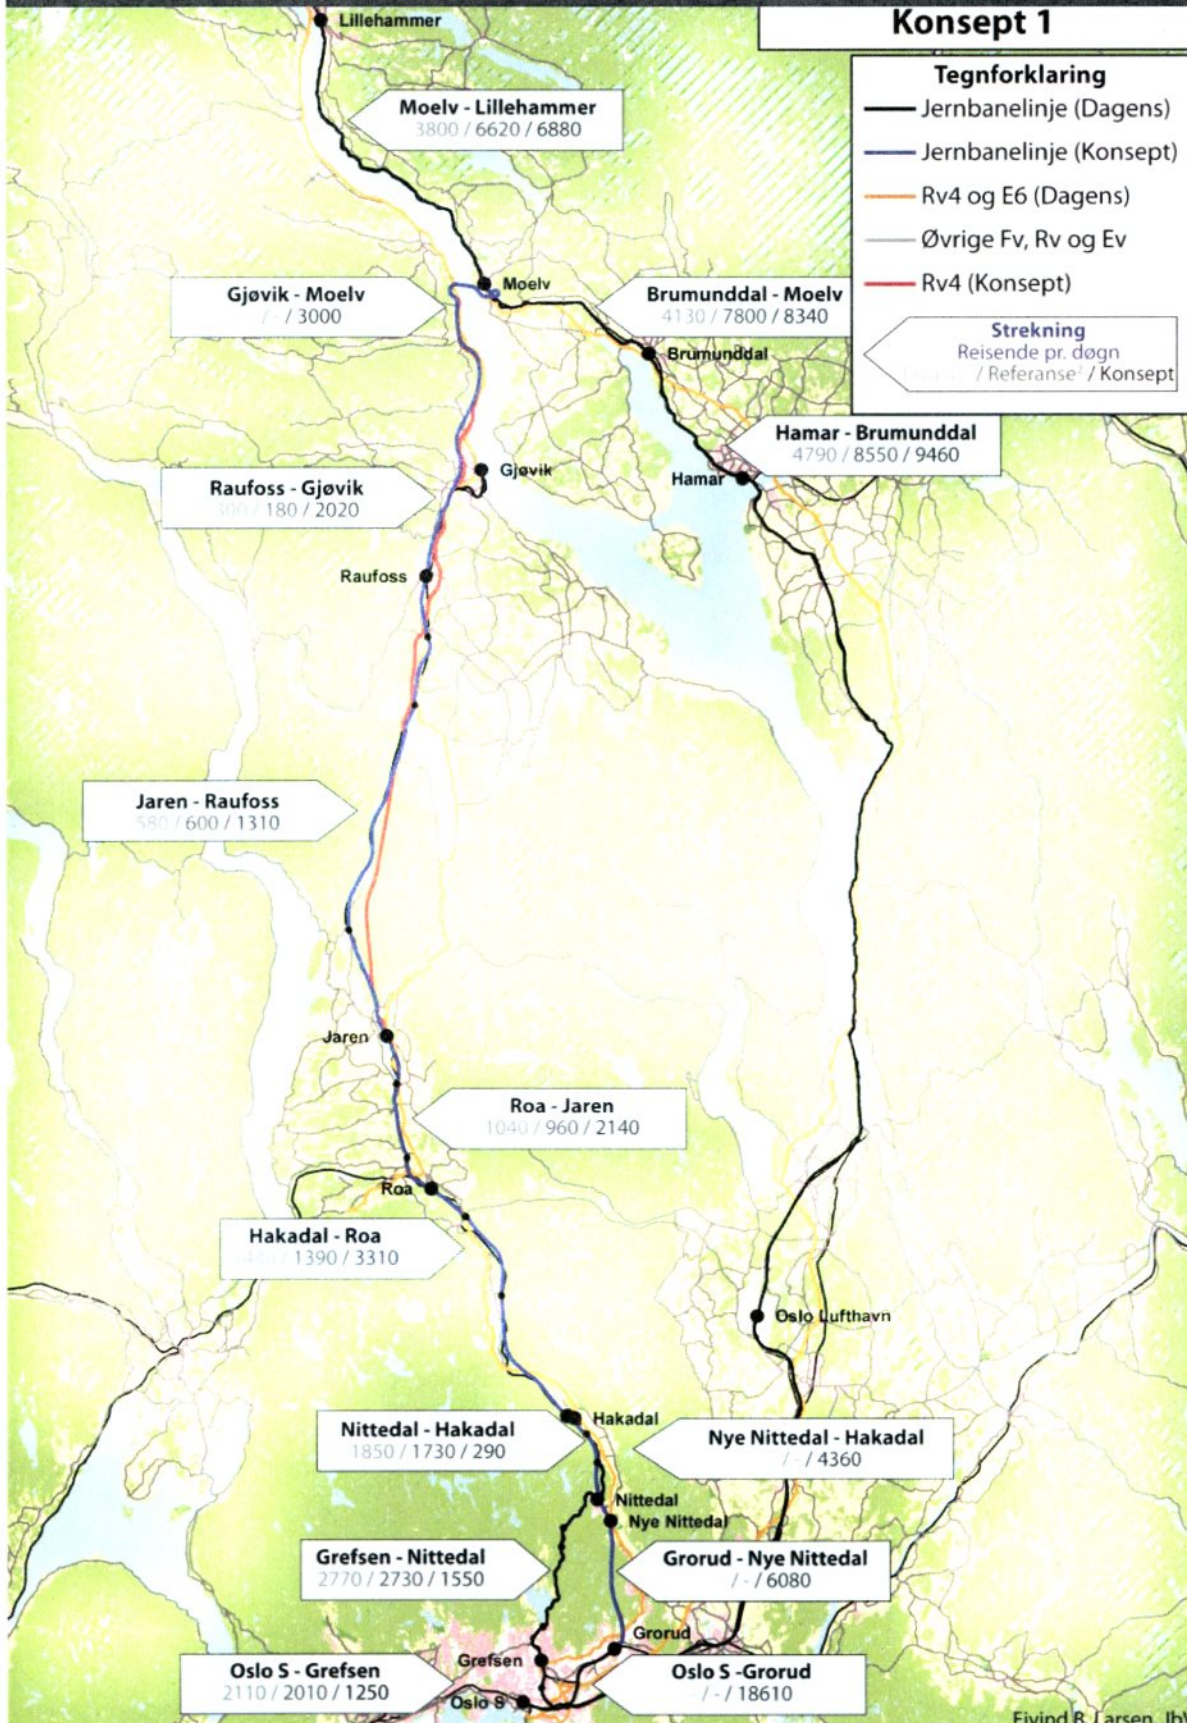 Konsept 1
Tegnforklaring
Jernbanelinje (Dagens)
Jernbanelinje (Konsept)
Rv4 og E6 (Dagens)
Øvrige Fv, Rv og Ev
Rv4 (Konsept)
Strekning
Reisende pr. døgn
/ Referanse² / Konsept
Lillehammer
Moelv - Lillehammer
3800 / 6620 / 6880
Moelv
Gjøvik - Moelv
/ - / 3000
Brumunddal - Moelv
4130 / 7800 / 8340
Brumunddal
Hamar - Brumunddal
4790 / 8550 / 9460
Hamar
Gjøvik
Raufoss - Gjøvik
300 / 180 / 2020
Raufoss
Jaren - Raufoss
580 / 600 / 1310
Jaren
Roa - Jaren
1040 / 960 / 2140
Roa
Hakadal - Roa
/ 1390 / 3310
Oslo Lufthavn
Hakadal
Nittedal - Hakadal
1850 / 1730 / 290
Nye Nittedal - Hakadal
/ - / 4360
Nittedal
Nye Nittedal
Grefsen - Nittedal
2770 / 2730 / 1550
Grorud - Nye Nittedal
/ - / 6080
Grorud
Grefsen
Oslo S - Grefsen
2110 / 2010 / 1250
Oslo S
Oslo S -Grorud
/ - / 18610
Eivind B. Larsen, Jb